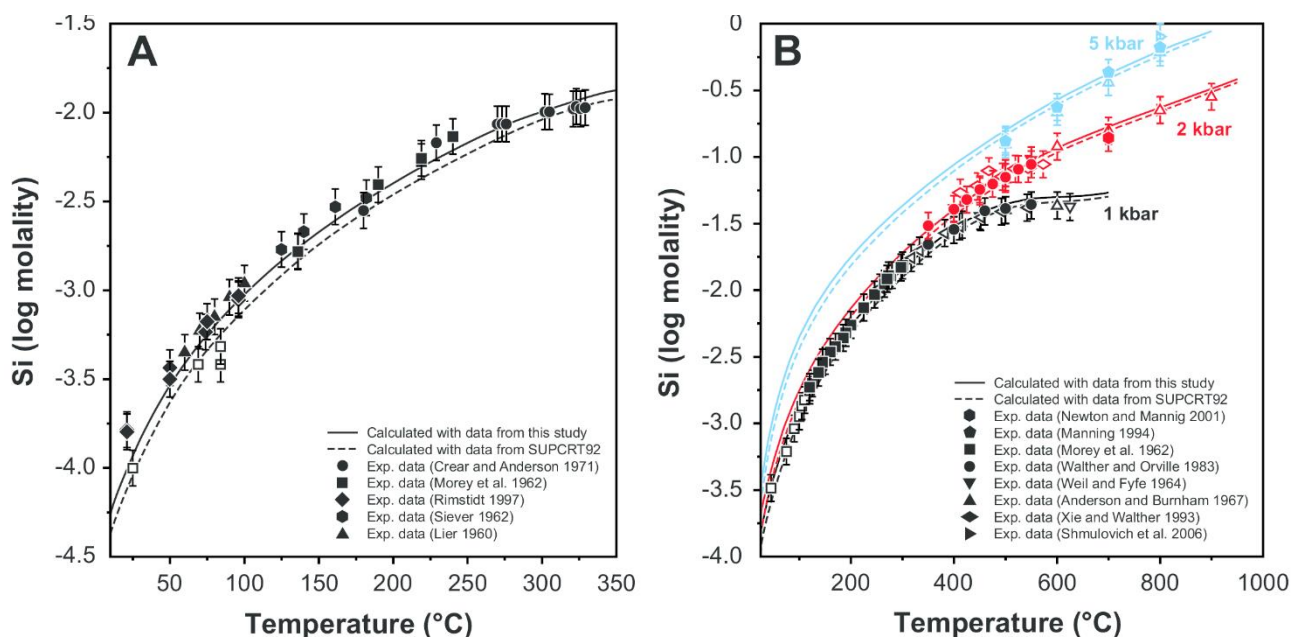 A
Si (log molality)
-1.5
-2.0
-2.5
-3.0
-3.5
-4.0
-4.5
50 100 150 200 250 300 350
Temperature (°C)
Calculated with data from this study
Calculated with data from SUPCRT92
Exp. data (Crear and Anderson 1971)
Exp. data (Morey et al. 1962)
Exp. data (Rimstidt 1997)
Exp. data (Siever 1962)
Exp. data (Lier 1960)
B
Si (log molality)
0
-0.5
-1.0
-1.5
-2.0
-2.5
-3.0
-3.5
-4.0
200 400 600 800 1000
Temperature (°C)
5 kbar
2 kbar
1 kbar
Calculated with data from this study
Calculated with data from SUPCRT92
Exp. data (Newton and Mannig 2001)
Exp. data (Manning 1994)
Exp. data (Morey et al. 1962)
Exp. data (Walther and Orville 1983)
Exp. data (Weil and Fyfe 1964)
Exp. data (Anderson and Burnham 1967)
Exp. data (Xie and Walther 1993)
Exp. data (Shmulovich et al. 2006)